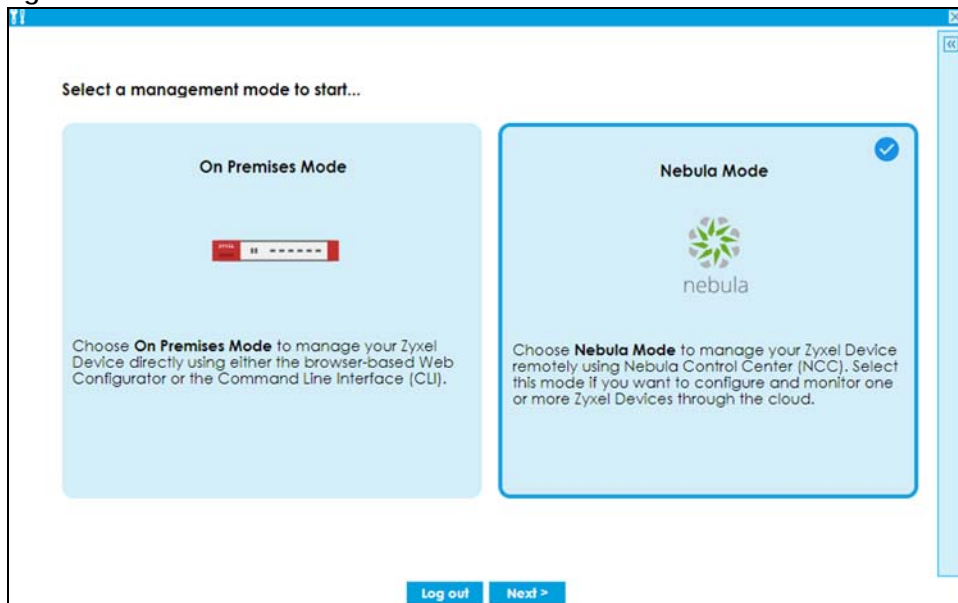 Select a management mode to start...
On Premises Mode
Choose On Premises Mode to manage your Zyxel
Device directly using either the browser-based Web
Configurator or the Command Line Interface (CLI).
Nebula Mode
nebula
Choose Nebula Mode to manage your Zyxel Device
remotely using Nebula Control Center (NCC). Select
this mode if you want to configure and monitor one
or more Zyxel Devices through the cloud.
Log out
Next >